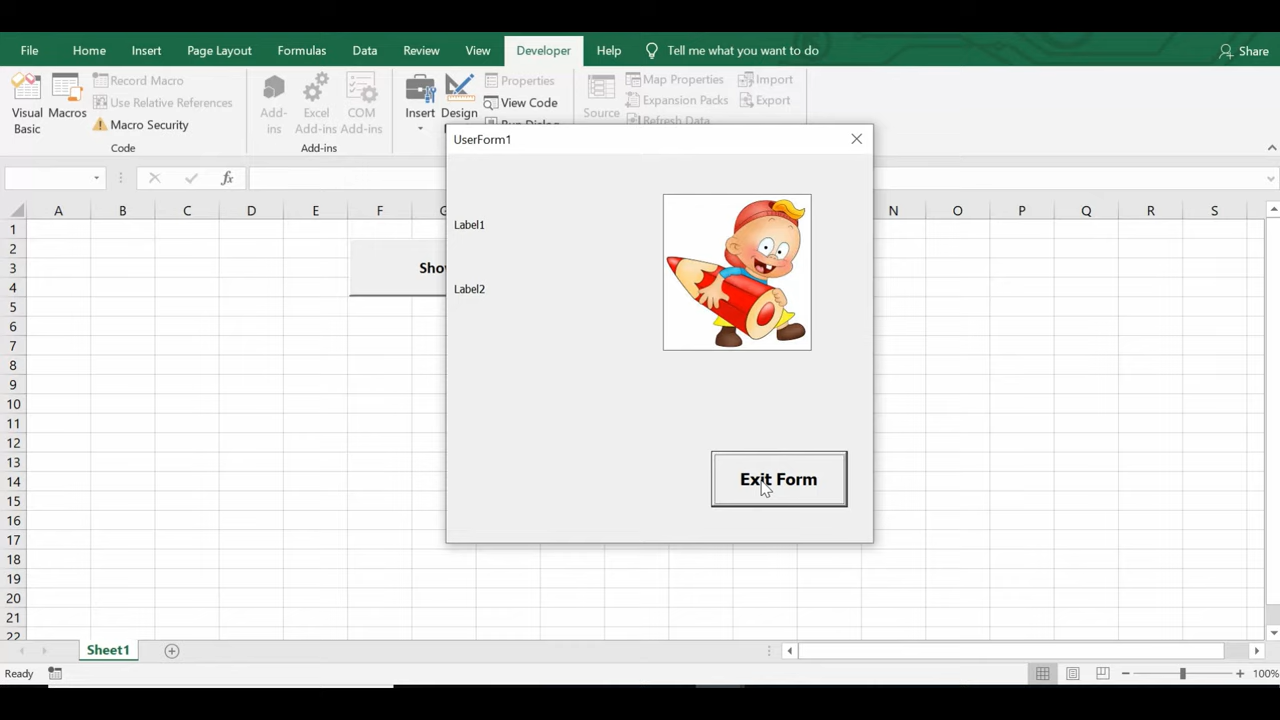 File Home Insert Page Layout Formulas Data Review View Developer Help Tell me what you want to do Share
Visual Basic
Macros
Record Macro
Use Relative References
Macro Security
Code
Add-ins
Excel Add-ins
COM Add-ins
Add-ins
Insert
Design
Properties
View Code
Source
Map Properties
Expansion Packs
Refresh Data
Import
Export
UserForm1
fx
A B C D E F G N O P Q R S
1
2
3
4
5
6
7
8
9
10
11
12
13
14
15
16
17
18
19
20
21
22
Label1
Label2
Exit Form
Sheet1
Ready
100%